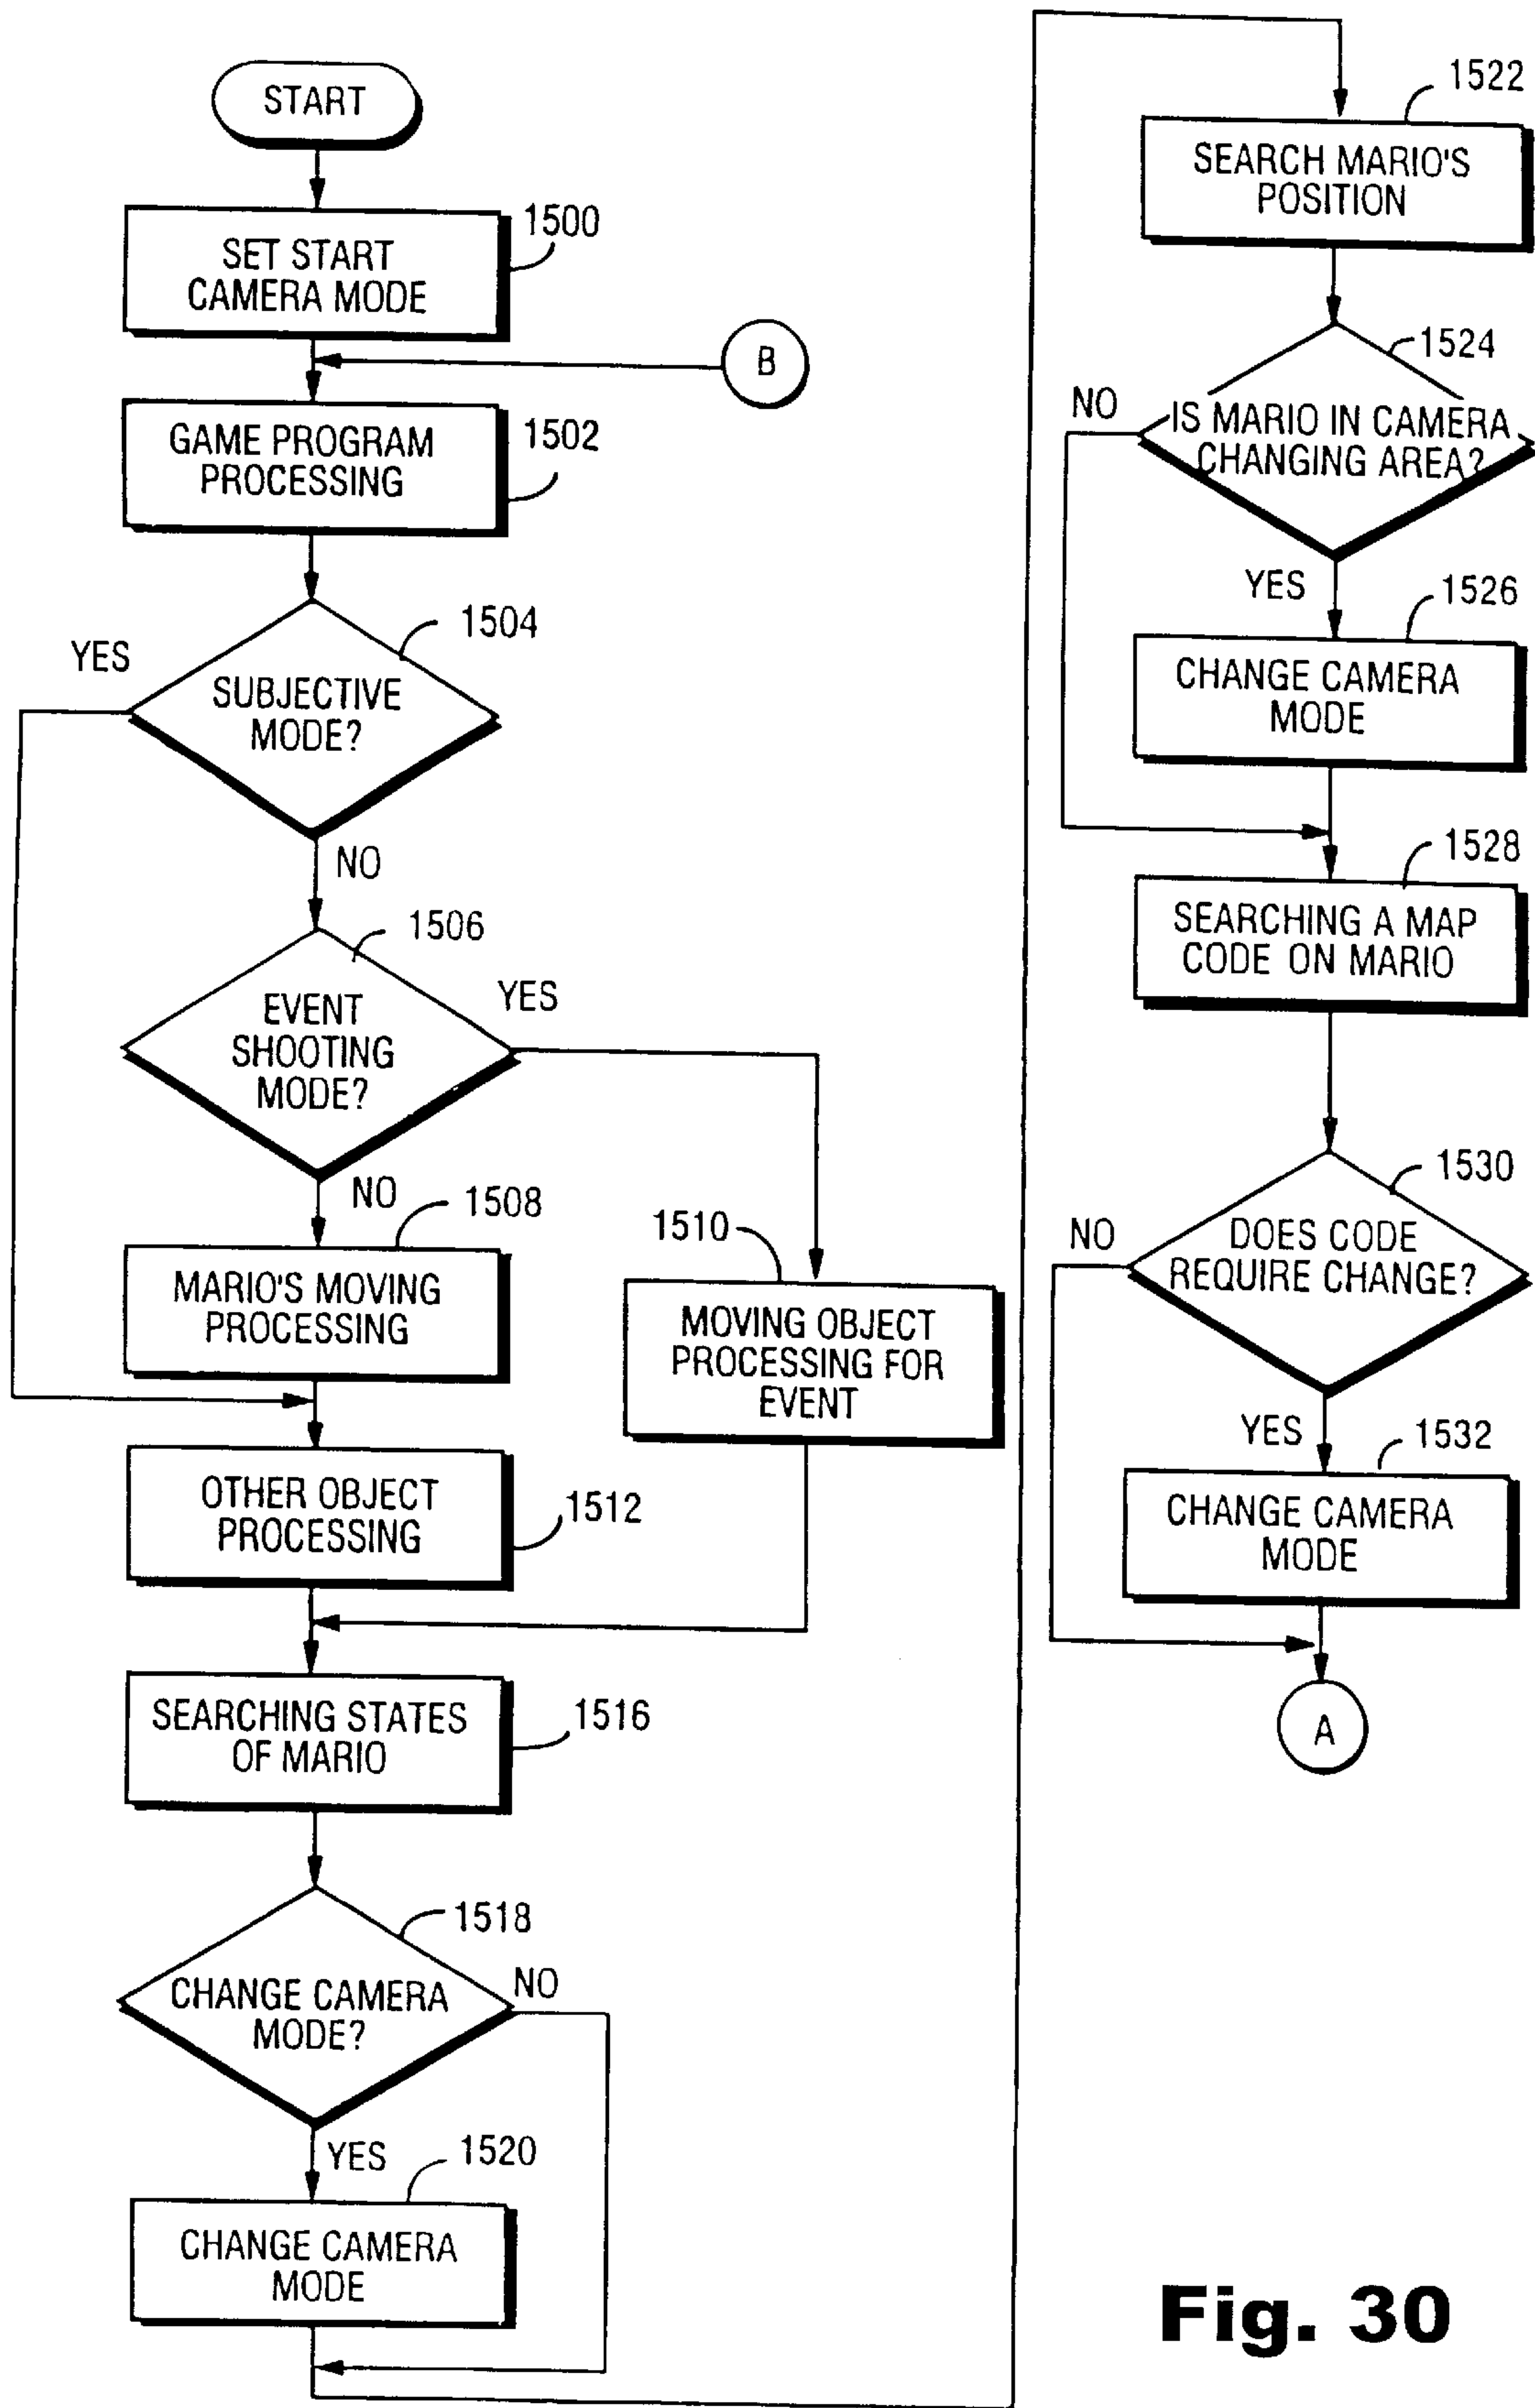 START
1500
SET START
CAMERA MODE
B
1502
GAME PROGRAM
PROCESSING
1504
YES
SUBJECTIVE
MODE?
NO
1506
YES
EVENT
SHOOTING
MODE?
NO
1508
MARIO'S MOVING
PROCESSING
1510
MOVING OBJECT
PROCESSING FOR
EVENT
OTHER OBJECT
PROCESSING
1512
SEARCHING STATES
OF MARIO
1516
1518
CHANGE CAMERA
MODE?
NO
YES
1520
CHANGE CAMERA
MODE
1522
SEARCH MARIO'S
POSITION
1524
NO
IS MARIO IN CAMERA
CHANGING AREA?
YES
1526
CHANGE CAMERA
MODE
1528
SEARCHING A MAP
CODE ON MARIO
1530
NO
DOES CODE
REQUIRE CHANGE?
YES
1532
CHANGE CAMERA
MODE
A
Fig. 30